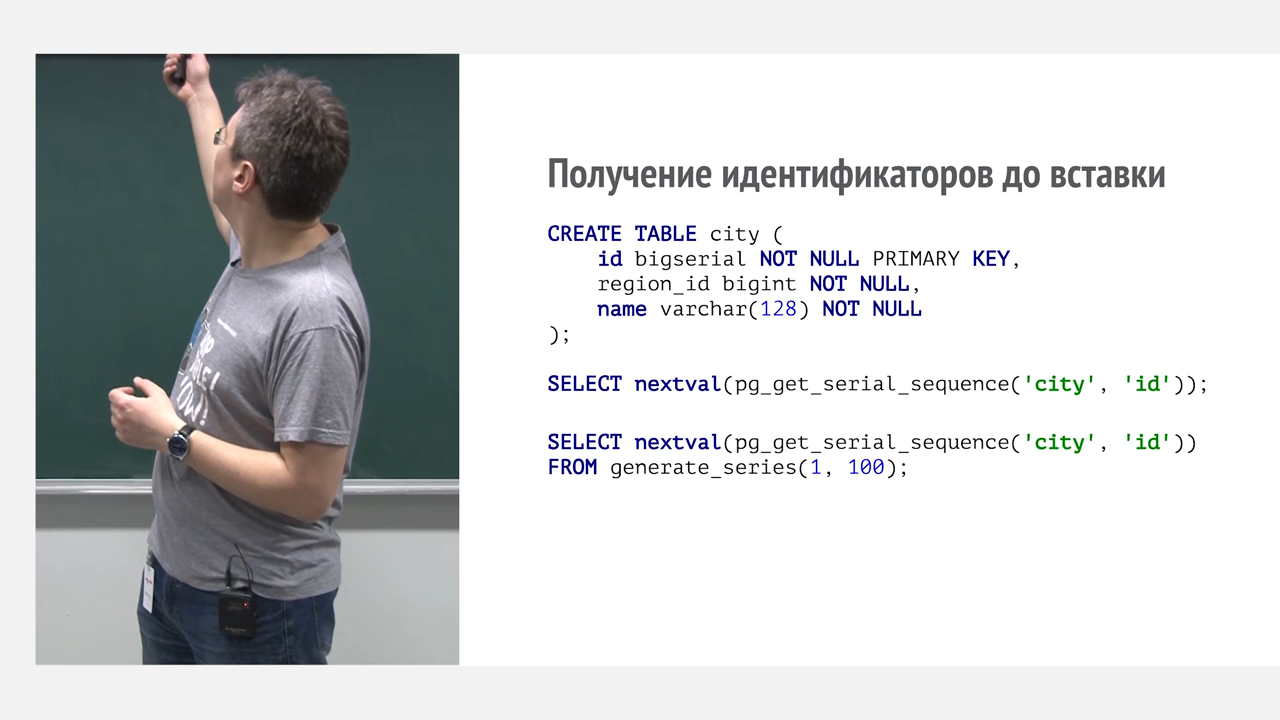 Получение идентификаторов до вставки
CREATE TABLE city (
id bigserial NOT NULL PRIMARY KEY,
region_id bigint NOT NULL,
name varchar(128) NOT NULL
);
SELECT nextval(pg_get_serial_sequence('city', 'id'));
SELECT nextval(pg_get_serial_sequence('city', 'id'))
FROM generate_series(1, 100);